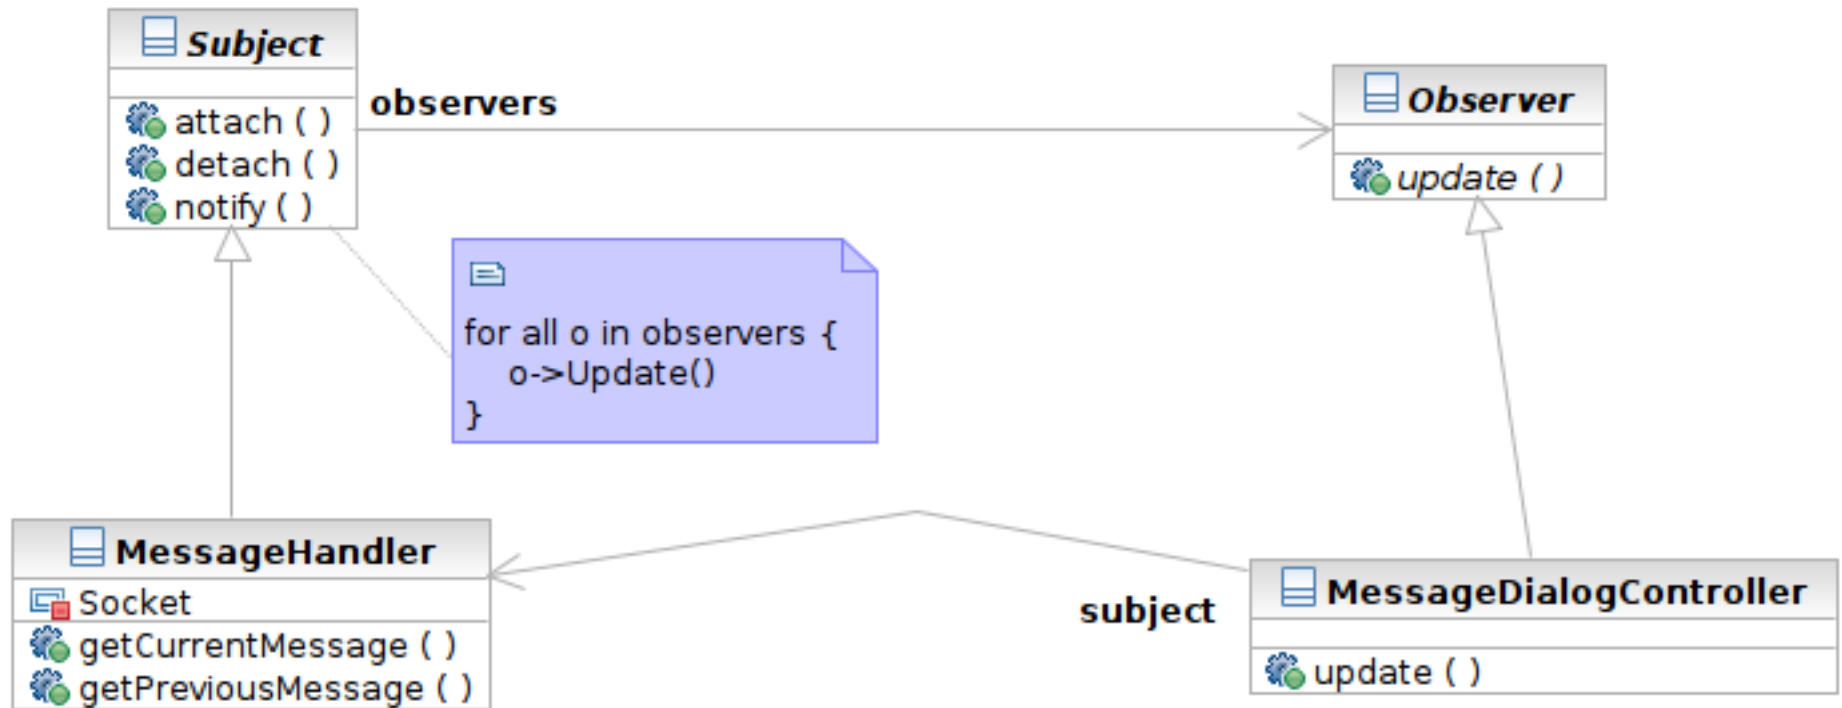 Subject
attach ( )
detach ( )
notify ( )
observers
Observer
update ( )
for all o in observers {
o->Update()
}
MessageHandler
Socket
getCurrentMessage ( )
getPreviousMessage ( )
subject
MessageDialogController
update ( )